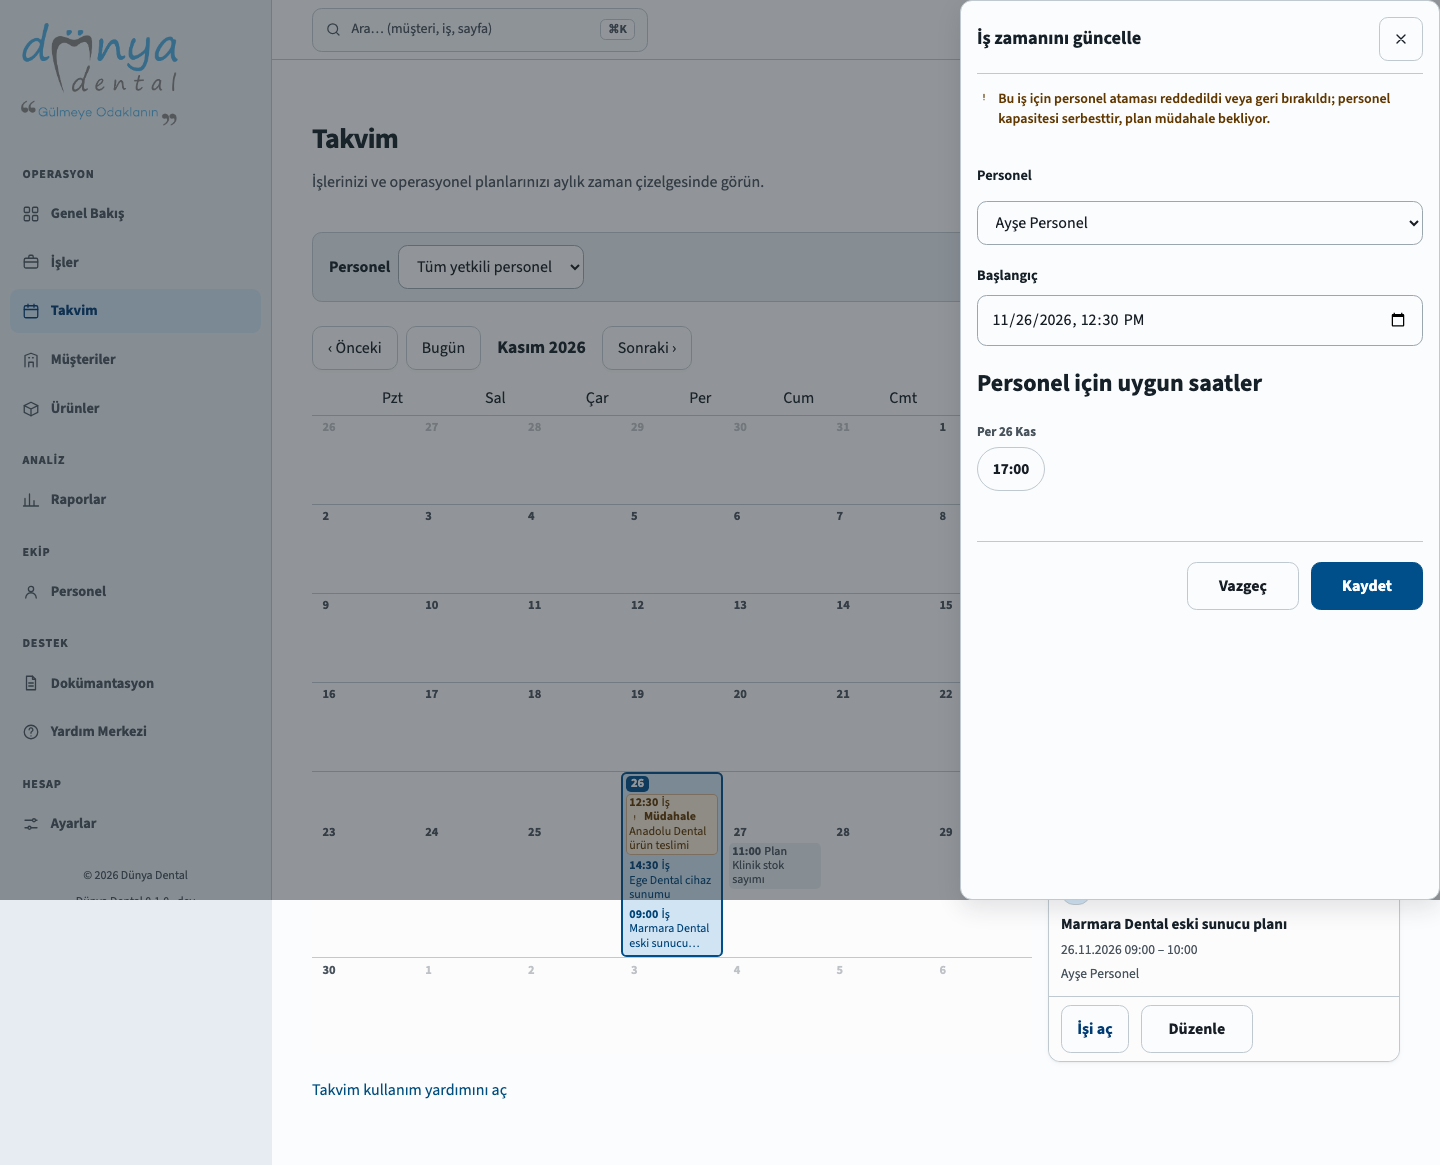 dünya
dental
“Gülmeye Odaklanın”
OPERASYON
Genel Bakış
İşler
Takvim
Müşteriler
Ürünler
ANALİZ
Raporlar
EKİP
Personel
DESTEK
Dokümantasyon
Yardım Merkezi
HESAP
Ayarlar
© 2026 Dünya Dental
Ara… (müşteri, iş, sayfa) ⌘K
Takvim
İşlerinizi ve operasyonel planlarınızı aylık zaman çizelgesinde görün.
Personel Tüm yetkili personel
‹ Önceki Bugün Kasım 2026 Sonraki ›
Pzt Sal Çar Per Cum Cmt
26 27 28 29 30 31 1
2 3 4 5 6 7 8
9 10 11 12 13 14 15
16 17 18 19 20 21 22
23 24 25 26 27 28 29
12:30 İş
! Müdahale
Anadolu Dental
ürün teslimi
14:30 İş
Ege Dental cihaz
sunumu
09:00 İş
Marmara Dental
eski sunucu…
11:00 Plan
Klinik stok
sayımı
30 1 2 3 4 5 6
Takvim kullanım yardımını aç
İş zamanını güncelle
! Bu iş için personel ataması reddedildi veya geri bırakıldı; personel
kapasitesi serbesttir, plan müdahale bekliyor.
Personel
Ayşe Personel
Başlangıç
11/26/2026, 12:30 PM
Personel için uygun saatler
Per 26 Kas
17:00
Vazgeç Kaydet
Marmara Dental eski sunucu planı
26.11.2026 09:00 – 10:00
Ayşe Personel
İşi aç Düzenle